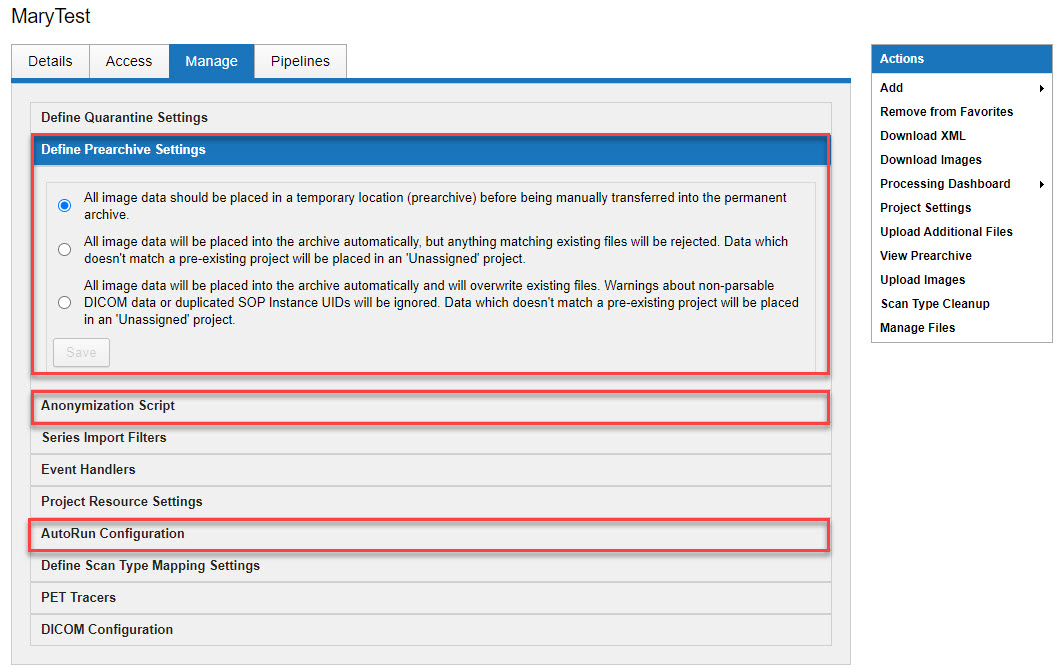 MaryTest
Details
Access
Manage
Pipelines
Define Quarantine Settings
Define Prearchive Settings
All image data should be placed in a temporary location (prearchive) before being manually transferred into the permanent
archive.
All image data will be placed into the archive automatically, but anything matching existing files will be rejected. Data which
doesn't match a pre-existing project will be placed in an 'Unassigned' project.
All image data will be placed into the archive automatically and will overwrite existing files. Warnings about non-parsable
DICOM data or duplicated SOP Instance UIDs will be ignored. Data which doesn't match a pre-existing project will be placed
in an 'Unassigned' project.
Save
Anonymization Script
Series Import Filters
Event Handlers
Project Resource Settings
AutoRun Configuration
Define Scan Type Mapping Settings
PET Tracers
DICOM Configuration
Actions
Add
Remove from Favorites
Download XML
Download Images
Processing Dashboard
Project Settings
Upload Additional Files
View Prearchive
Upload Images
Scan Type Cleanup
Manage Files